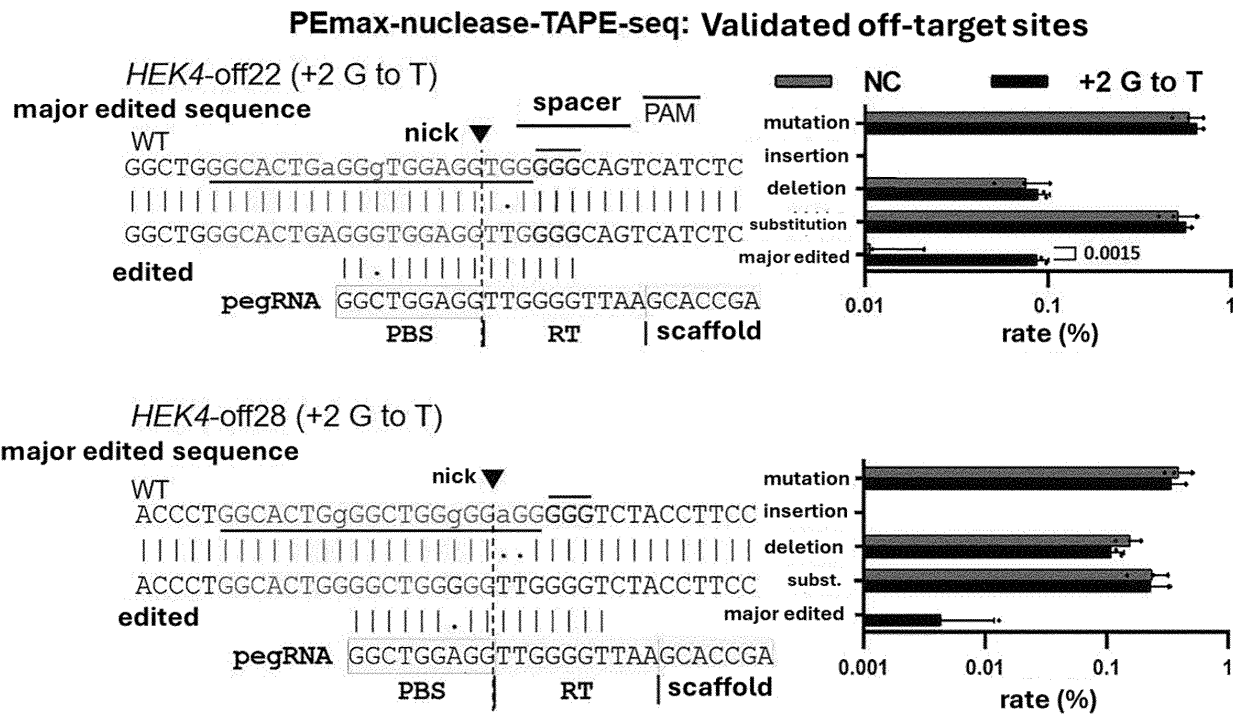 PEmax-nuclease-TAPE-seq: Validated off-target sites
HEK4-off22 (+2 G to T)
NC
+2 G to T
major edited sequence
spacer
PAM
nick
WT
GGCTGGGCACTGaGGgTGGAGGTGGGGGCAGTCATCTC
GGCTGGGCACTGAGGGTGGAGGTTGGGGCAGTCATCTC
edited
pegRNA GGCTGGAGGTTGGGGTTAAGCACCGA
PBS | RT | scaffold
mutation
insertion
deletion
substitution
major edited
0.0015
0.01 0.1 1
rate (%)
HEK4-off28 (+2 G to T)
major edited sequence
nick
WT
ACCCTGGCACTGgGGCTGGgGGaGGGGGTCTACCTTCC
ACCCTGGCACTGGGGCTGGGGGTTGGGGTCTACCTTCC
edited
pegRNA GGCTGGAGGTTGGGGTTAAGCACCGA
PBS | RT | scaffold
mutation
insertion
deletion
subst.
major edited
0.001 0.01 0.1 1
rate (%)